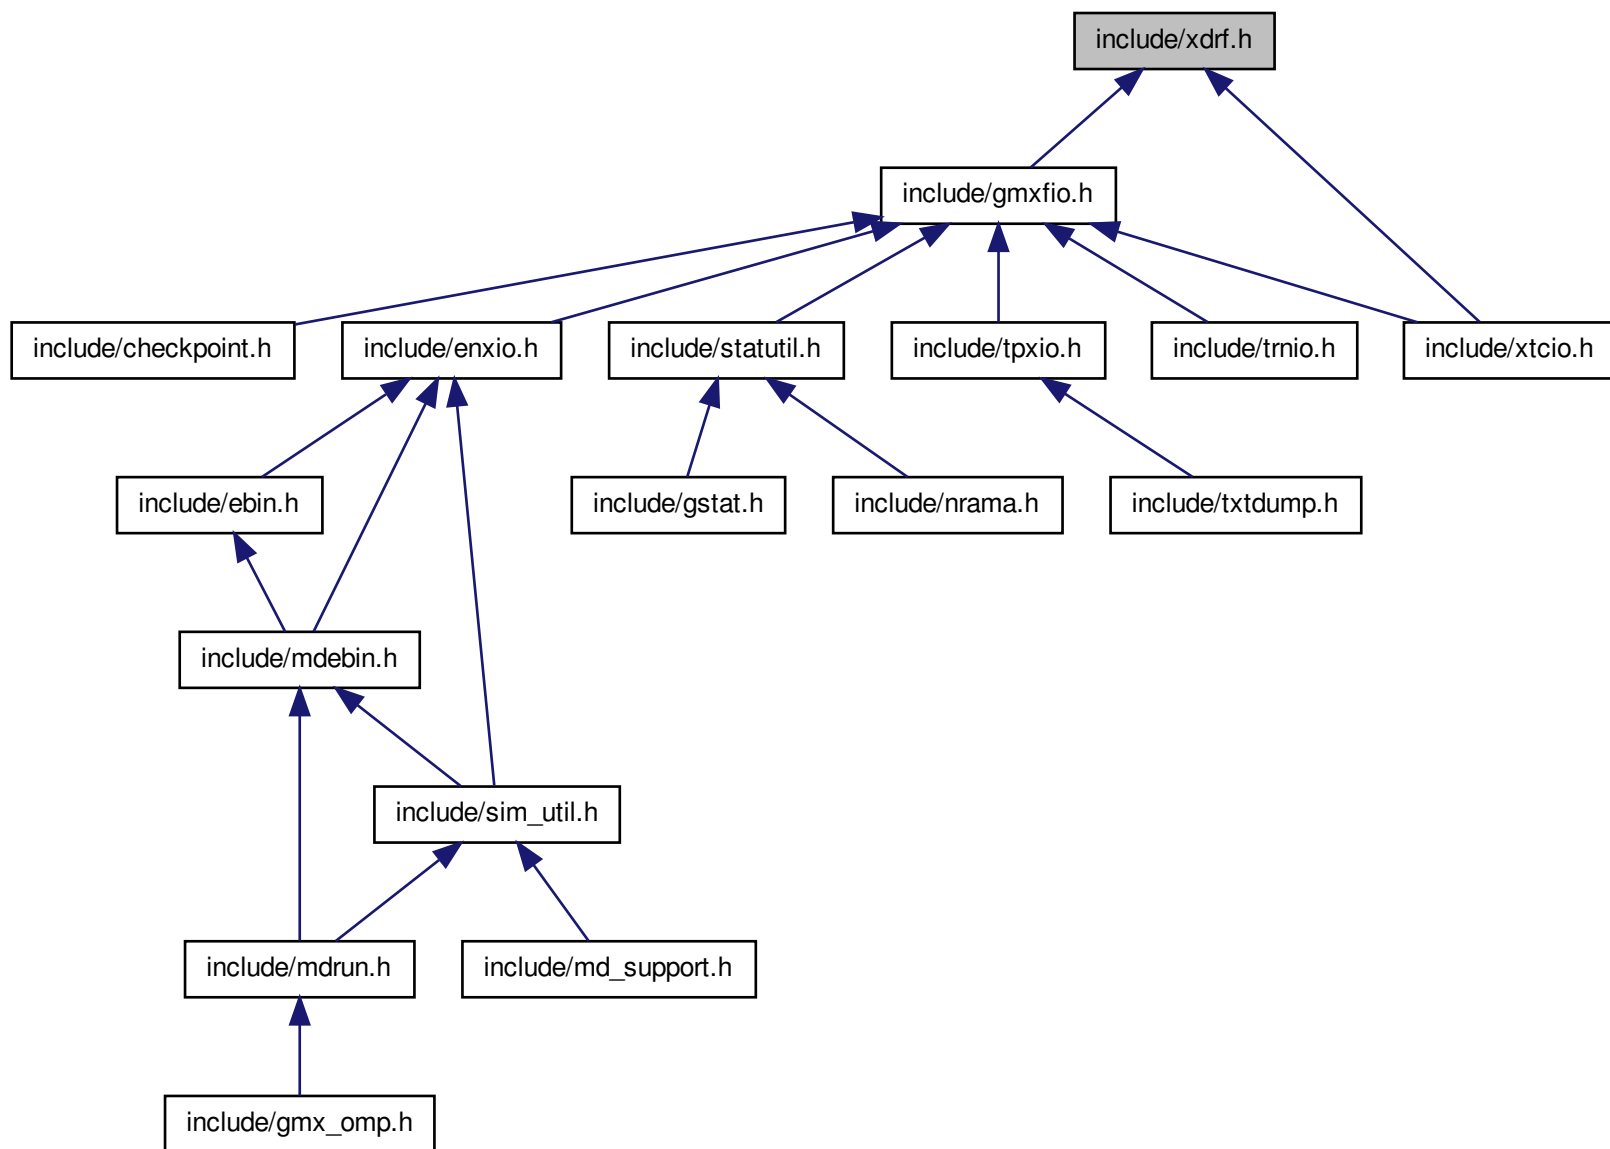 include/xdrf.h
include/gmxfio.h
include/checkpoint.h
include/enxio.h
include/statutil.h
include/tpxio.h
include/trnio.h
include/xtcio.h
include/ebin.h
include/gstat.h
include/nrama.h
include/txtdump.h
include/mdebin.h
include/sim_util.h
include/mdrun.h
include/md_support.h
include/gmx_omp.h